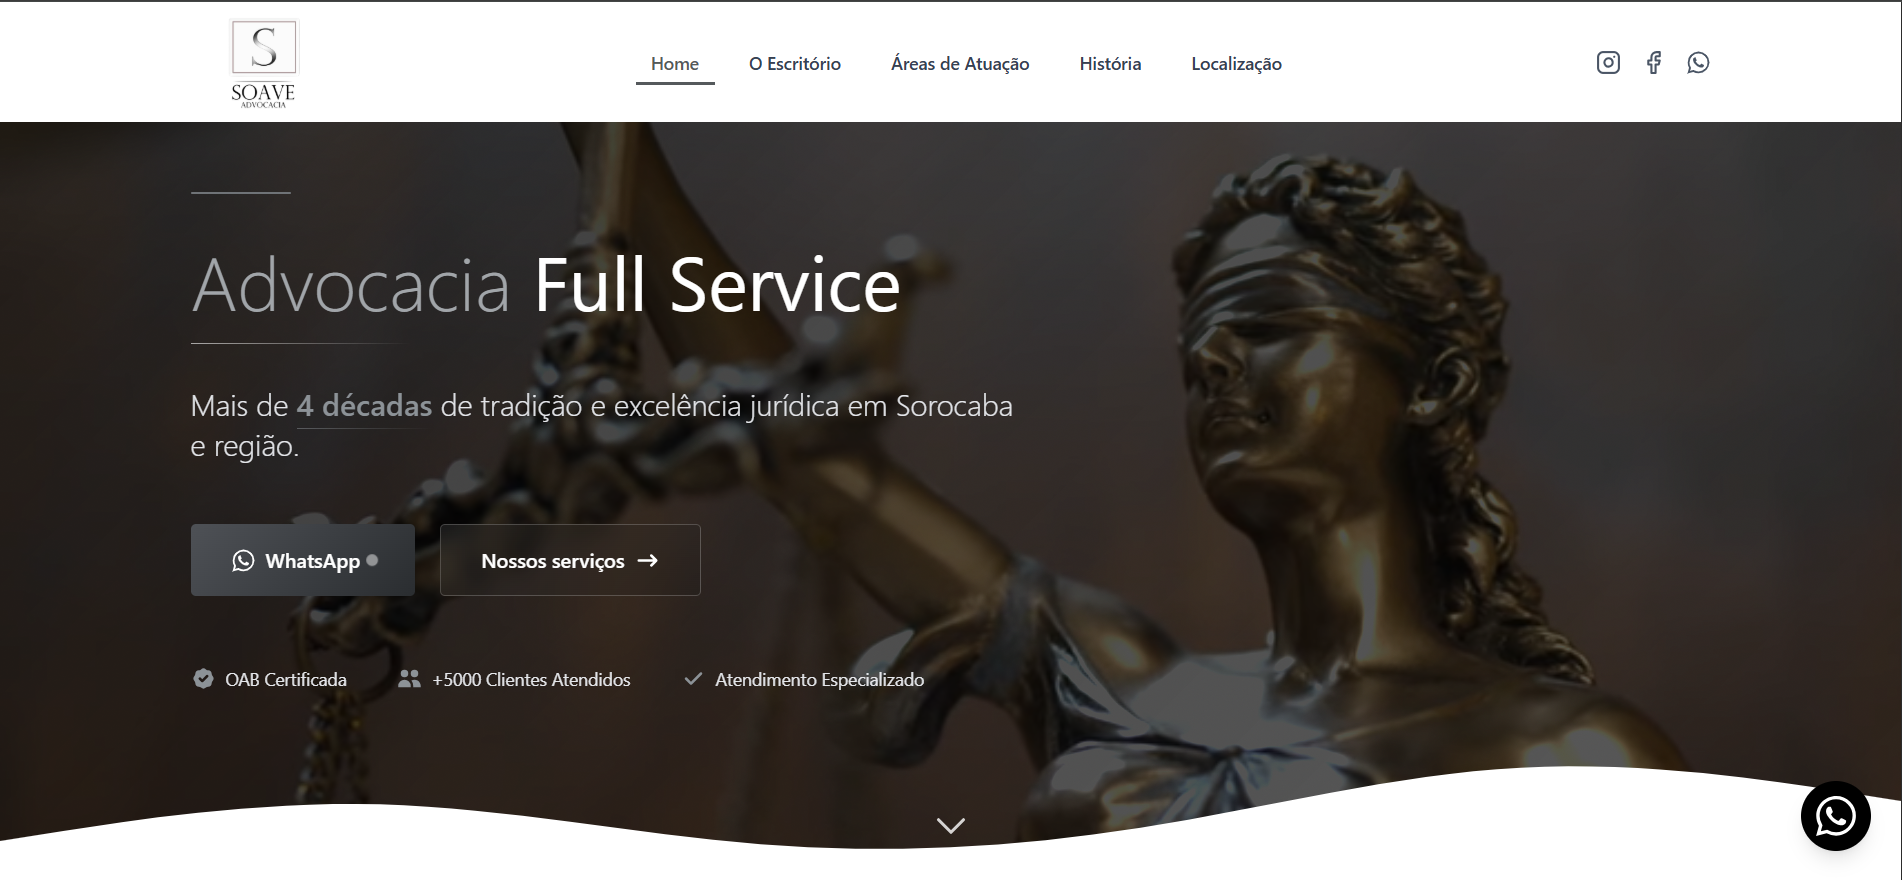 S
SOAVE
ADVOCACIA
Home
O Escritório
Áreas de Atuação
História
Localização
Advocacia Full Service
Mais de 4 décadas de tradição e excelência jurídica em Sorocaba
e região.
WhatsApp
Nossos serviços
OAB Certificada
+5000 Clientes Atendidos
Atendimento Especializado